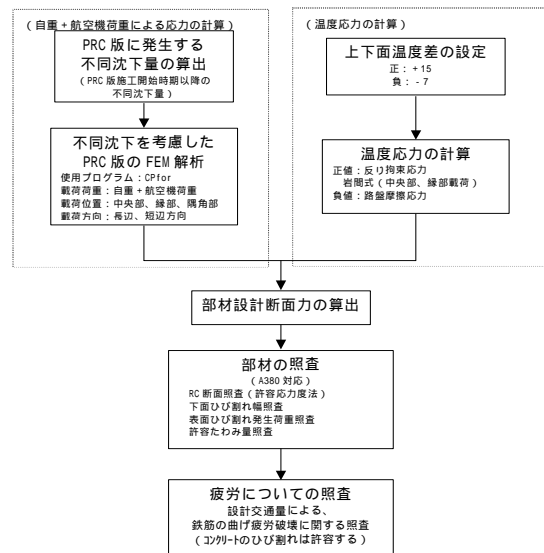 （自重＋航空機荷重による応力の計算）
PRC版に発生する
不同沈下量の算出
（PRC版施工開始時期以降の
不同沈下量）
不同沈下を考慮した
PRC版のFEM解析
使用プログラム：CPfor
載荷荷重：自重＋航空機荷重
載荷位置：中央部、縁部、隅角部
載荷方向：長辺、短辺方向
（温度応力の計算）
上下面温度差の設定
正：＋15
負：－7
温度応力の計算
正値：反り拘束応力
岩間式（中央部、縁部載荷）
負値：路盤摩擦応力
部材設計断面力の算出
部材の照査
（A380対応）
RC断面照査（許容応力度法）
下面ひび割れ幅照査
表面ひび割れ発生荷重照査
許容たわみ量照査
疲労についての照査
設計交通量による、
鉄筋の曲げ疲労破壊に関する照査
（コンクリートのひび割れは許容する）